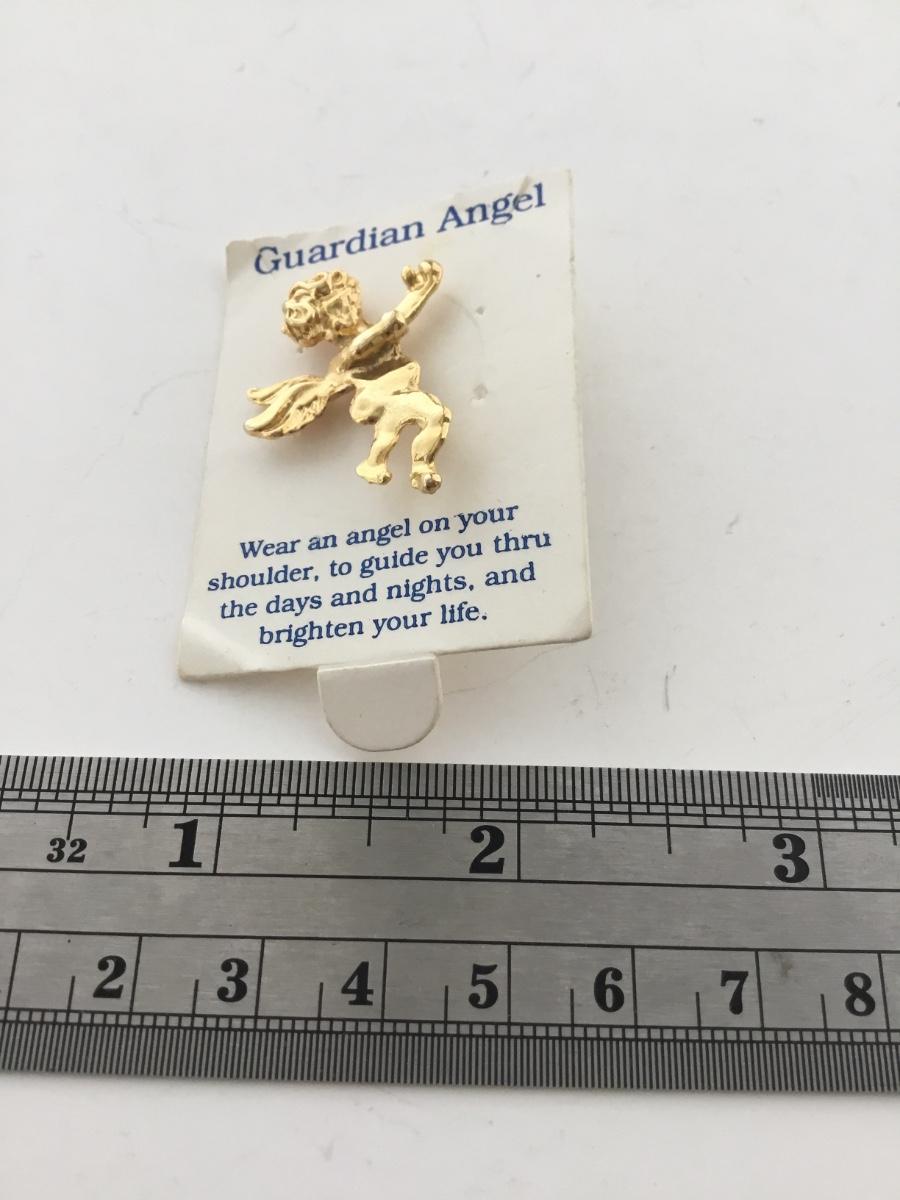 Guardian Angel
Wear an angel on your
shoulder, to guide you thru
the days and nights, and
brighten your life.
32 1 2 3
2 3 4 5 6 7 8